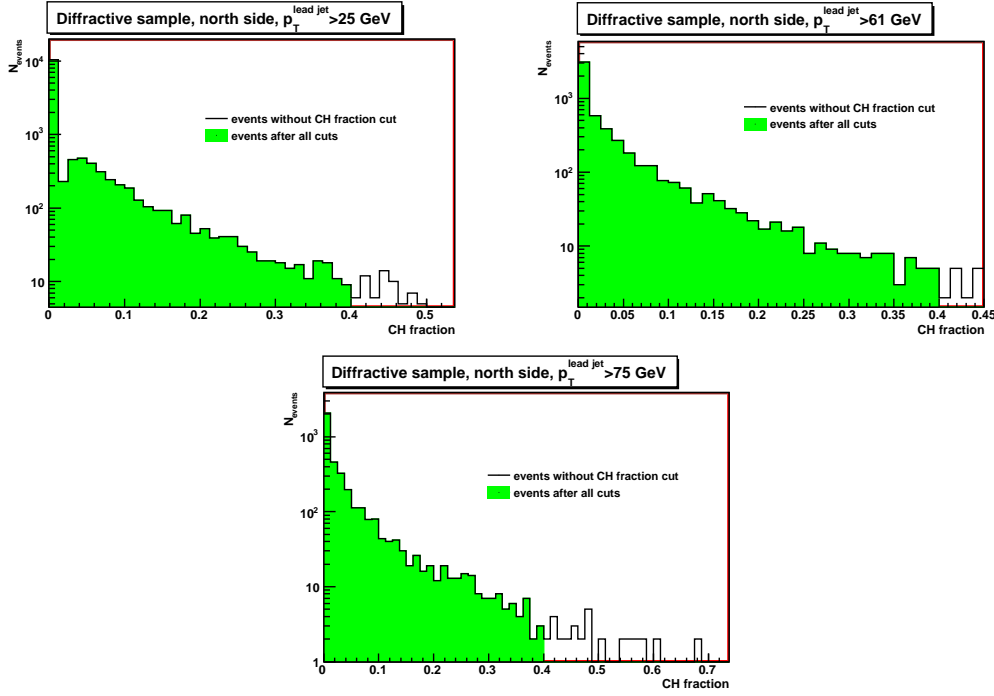 Diffractive sample, north side, p_T^lead jet>25 GeV
N_events
10^4
10^3
10^2
10
events without CH fraction cut
events after all cuts
0 0.1 0.2 0.3 0.4 0.5
CH fraction
Diffractive sample, north side, p_T^lead jet>61 GeV
N_events
10^3
10^2
10
events without CH fraction cut
events after all cuts
0 0.05 0.1 0.15 0.2 0.25 0.3 0.35 0.4 0.45
CH fraction
Diffractive sample, north side, p_T^lead jet>75 GeV
N_events
10^3
10^2
10
1
events without CH fraction cut
events after all cuts
0 0.1 0.2 0.3 0.4 0.5 0.6 0.7
CH fraction